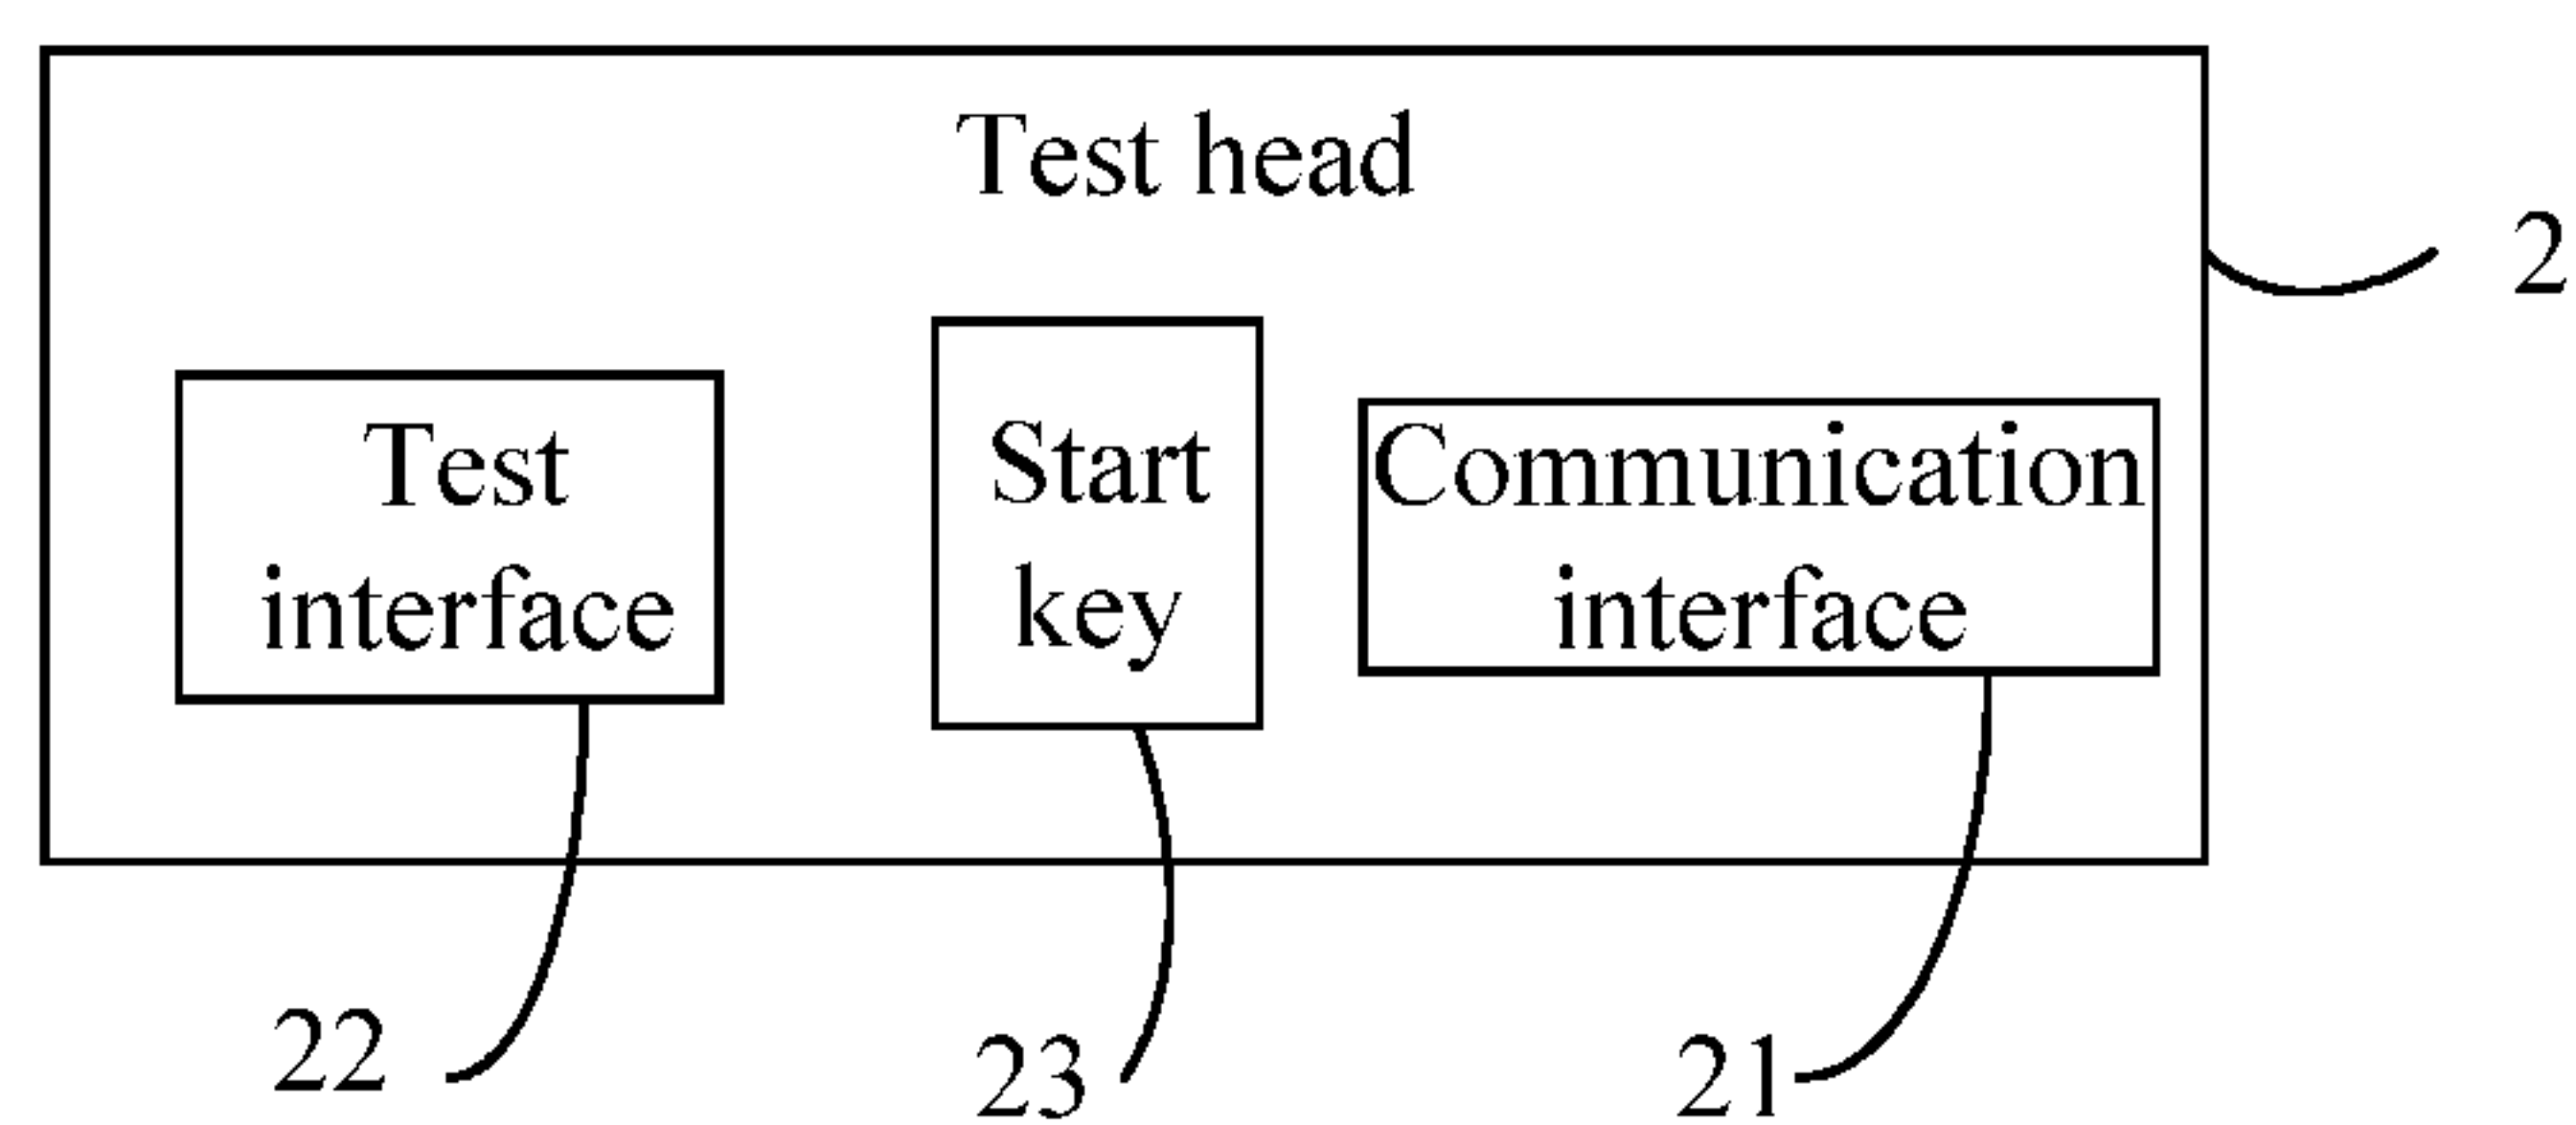 Test head
2
Test
interface
Start
key
Communication
interface
22
23
21